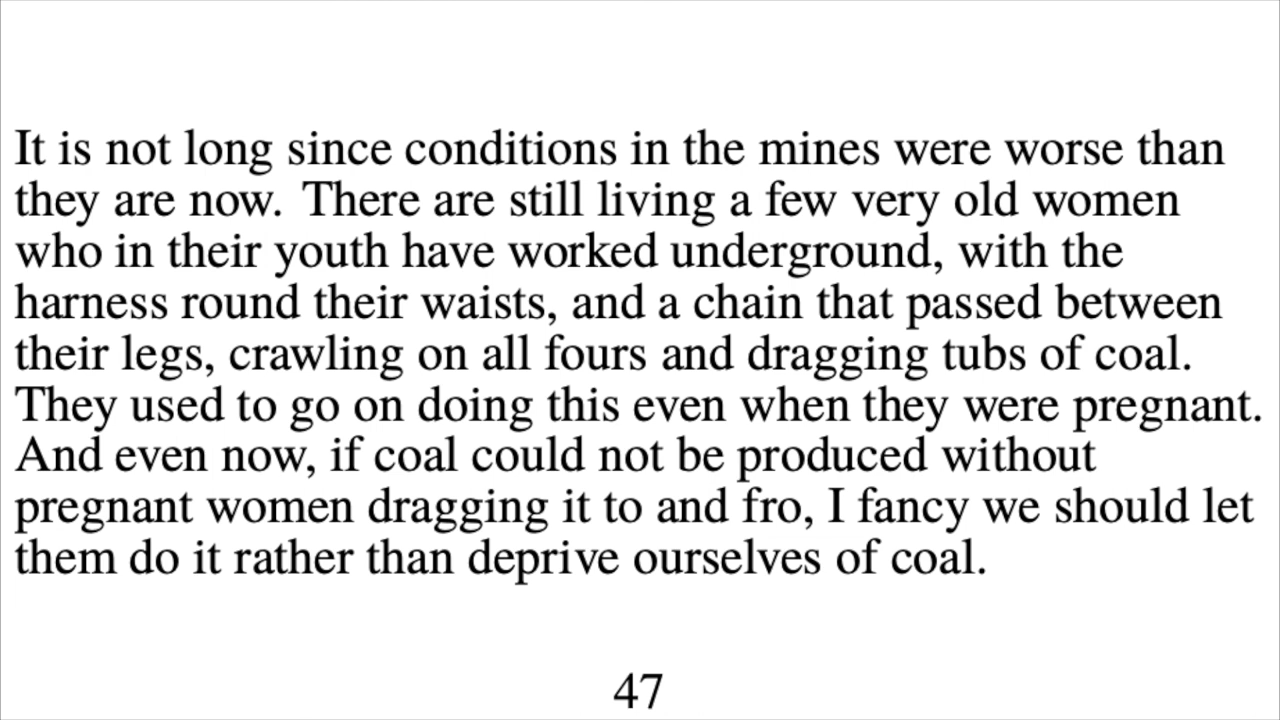 It is not long since conditions in the mines were worse than
they are now. There are still living a few very old women
who in their youth have worked underground, with the
harness round their waists, and a chain that passed between
their legs, crawling on all fours and dragging tubs of coal.
They used to go on doing this even when they were pregnant.
And even now, if coal could not be produced without
pregnant women dragging it to and fro, I fancy we should let
them do it rather than deprive ourselves of coal.
47